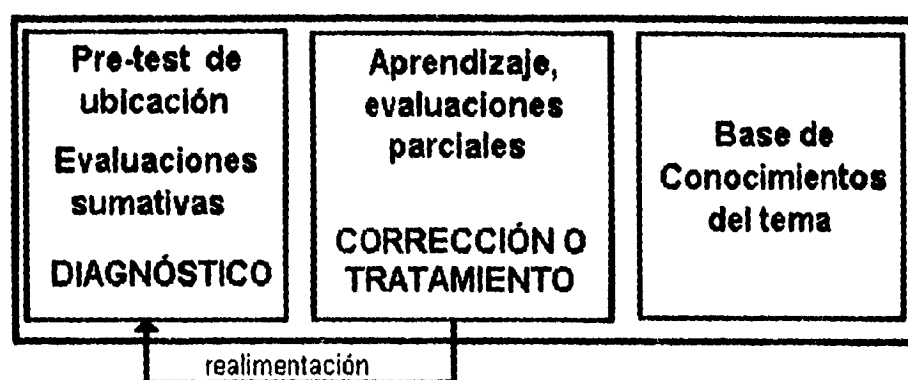 Pre-test de
ubicación
Evaluaciones
sumativas
DIAGNÓSTICO
Aprendizaje,
evaluaciones
parciales
CORRECCIÓN O
TRATAMIENTO
Base de
Conocimientos
del tema
realimentación